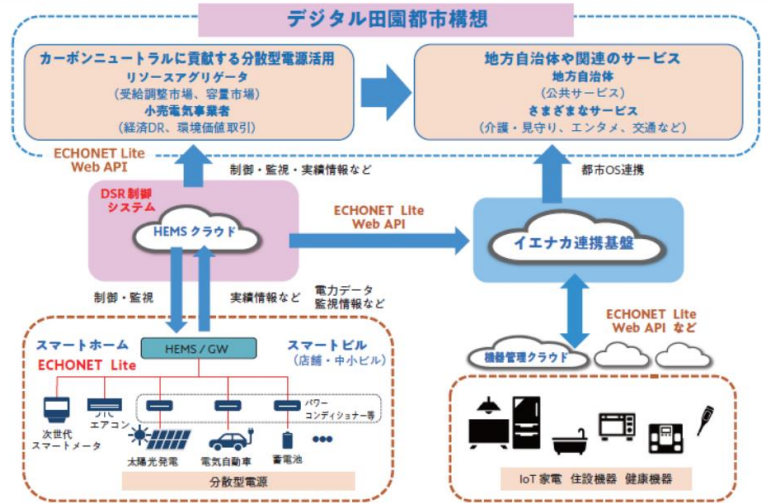 デジタル田園都市構想
カーボンニュートラルに貢献する分散型電源活用
リソースアグリゲータ
（受給調整市場、容量市場）
小売電気事業者
（経済DR、環境価値取引）
地方自治体や関連のサービス
地方自治体
（公共サービス）
さまざまなサービス
（介護・見守り、エンタメ、交通など）
ECHONET Lite
Web API
制御・監視・実績情報など
都市OS連携
DSR制御
システム
HEMSクラウド
ECHONET Lite
Web API
イエナカ連携基盤
制御・監視
実績情報など
電力データ
監視情報など
ECHONET Lite
Web API など
スマートホーム
ECHONET Lite
HEMS / GW
スマートビル
（店舗・中小ビル）
機器管理クラウド
次世代
スマートメータ
エアコン
パワー
コンディショナー等
太陽光発電
電気自動車
蓄電池
分散型電源
IoT家電 住設機器 健康機器